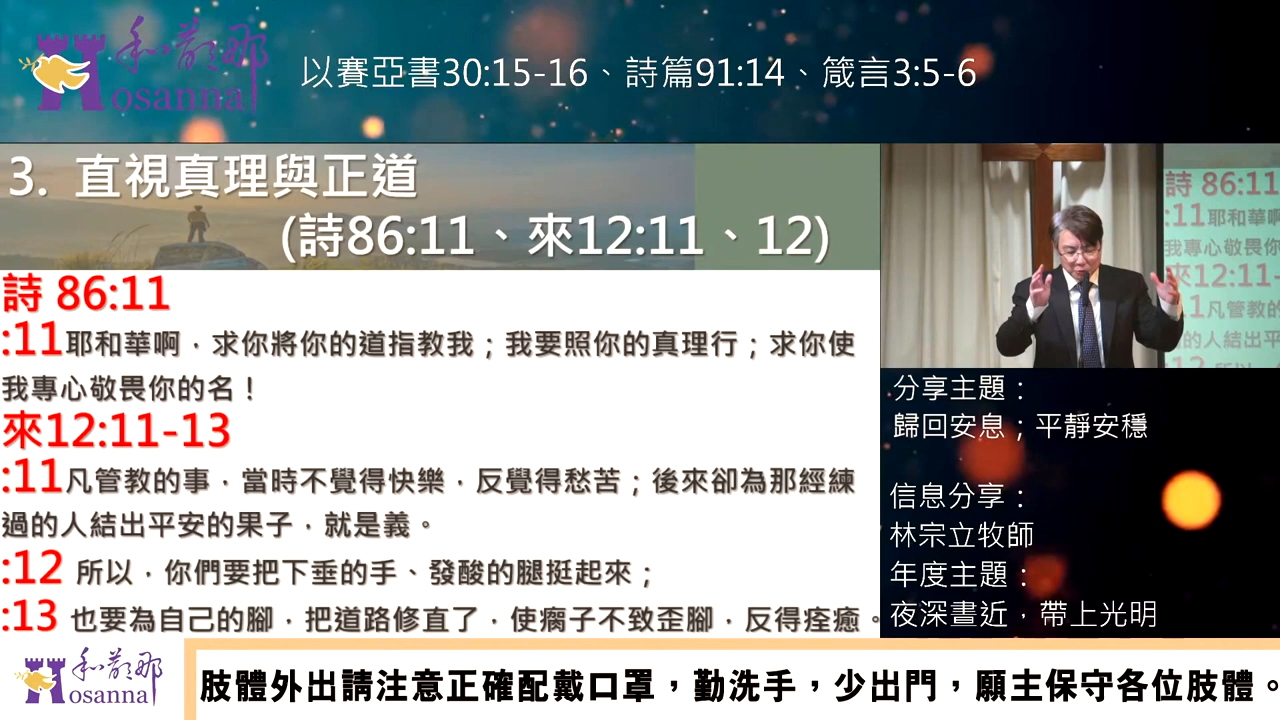 和散那
Hosanna
以賽亞書30:15-16、詩篇91:14、箴言3:5-6
3. 直視真理與正道
(詩86:11、來12:11、12)
詩 86:11
:11耶和華啊，求你將你的道指教我；我要照你的真理行；求你使
我專心敬畏你的名！
來12:11-13
:11凡管教的事，當時不覺得快樂，反覺得愁苦；後來卻為那經練
過的人結出平安的果子，就是義。
:12 所以，你們要把下垂的手、發酸的腿挺起來；
:13 也要為自己的腳，把道路修直了，使瘸子不致歪腳，反得痊癒。
詩 86:11
:11耶和華啊
我專心敬畏你
來12:11-
:11凡管教的
過的人結出平
分享主題：
歸回安息；平靜安穩
信息分享：
林宗立牧師
年度主題：
夜深晝近，帶上光明
和散那
Hosanna
肢體外出請注意正確配戴口罩，勤洗手，少出門，願主保守各位肢體。